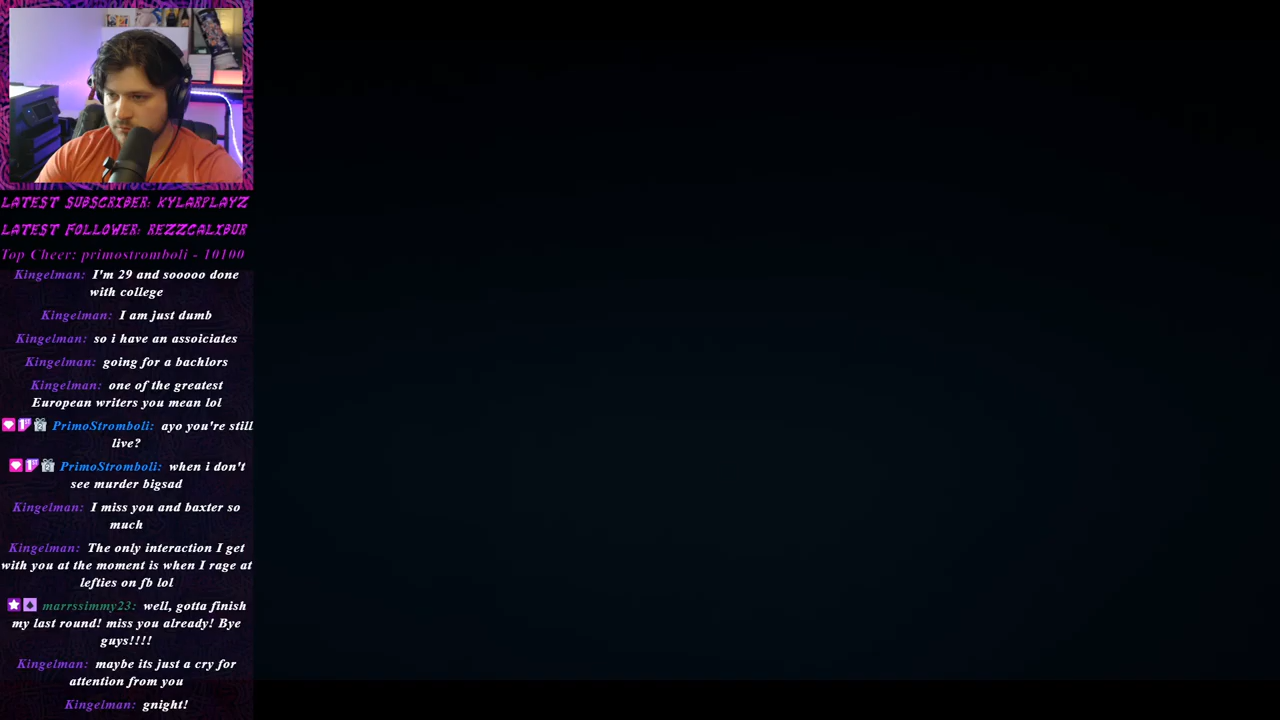 LATEST SUBSCRIBER: KYLARPLAYZ
LATEST FOLLOWER: REZZCALIBUR
Top Cheer: primostromboli - 10100
Kingelman: I'm 29 and sooooo done
with college
Kingelman: I am just dumb
Kingelman: so i have an assoiciates
Kingelman: going for a bachlors
Kingelman: one of the greatest
European writers you mean lol
PrimoStromboli: ayo you're still
live?
PrimoStromboli: when i don't
see murder bigsad
Kingelman: I miss you and baxter so
much
Kingelman: The only interaction I get
with you at the moment is when I rage at
lefties on fb lol
marrssimmy23: well, gotta finish
my last round! miss you already! Bye
guys!!!!
Kingelman: maybe its just a cry for
attention from you
Kingelman: gnight!